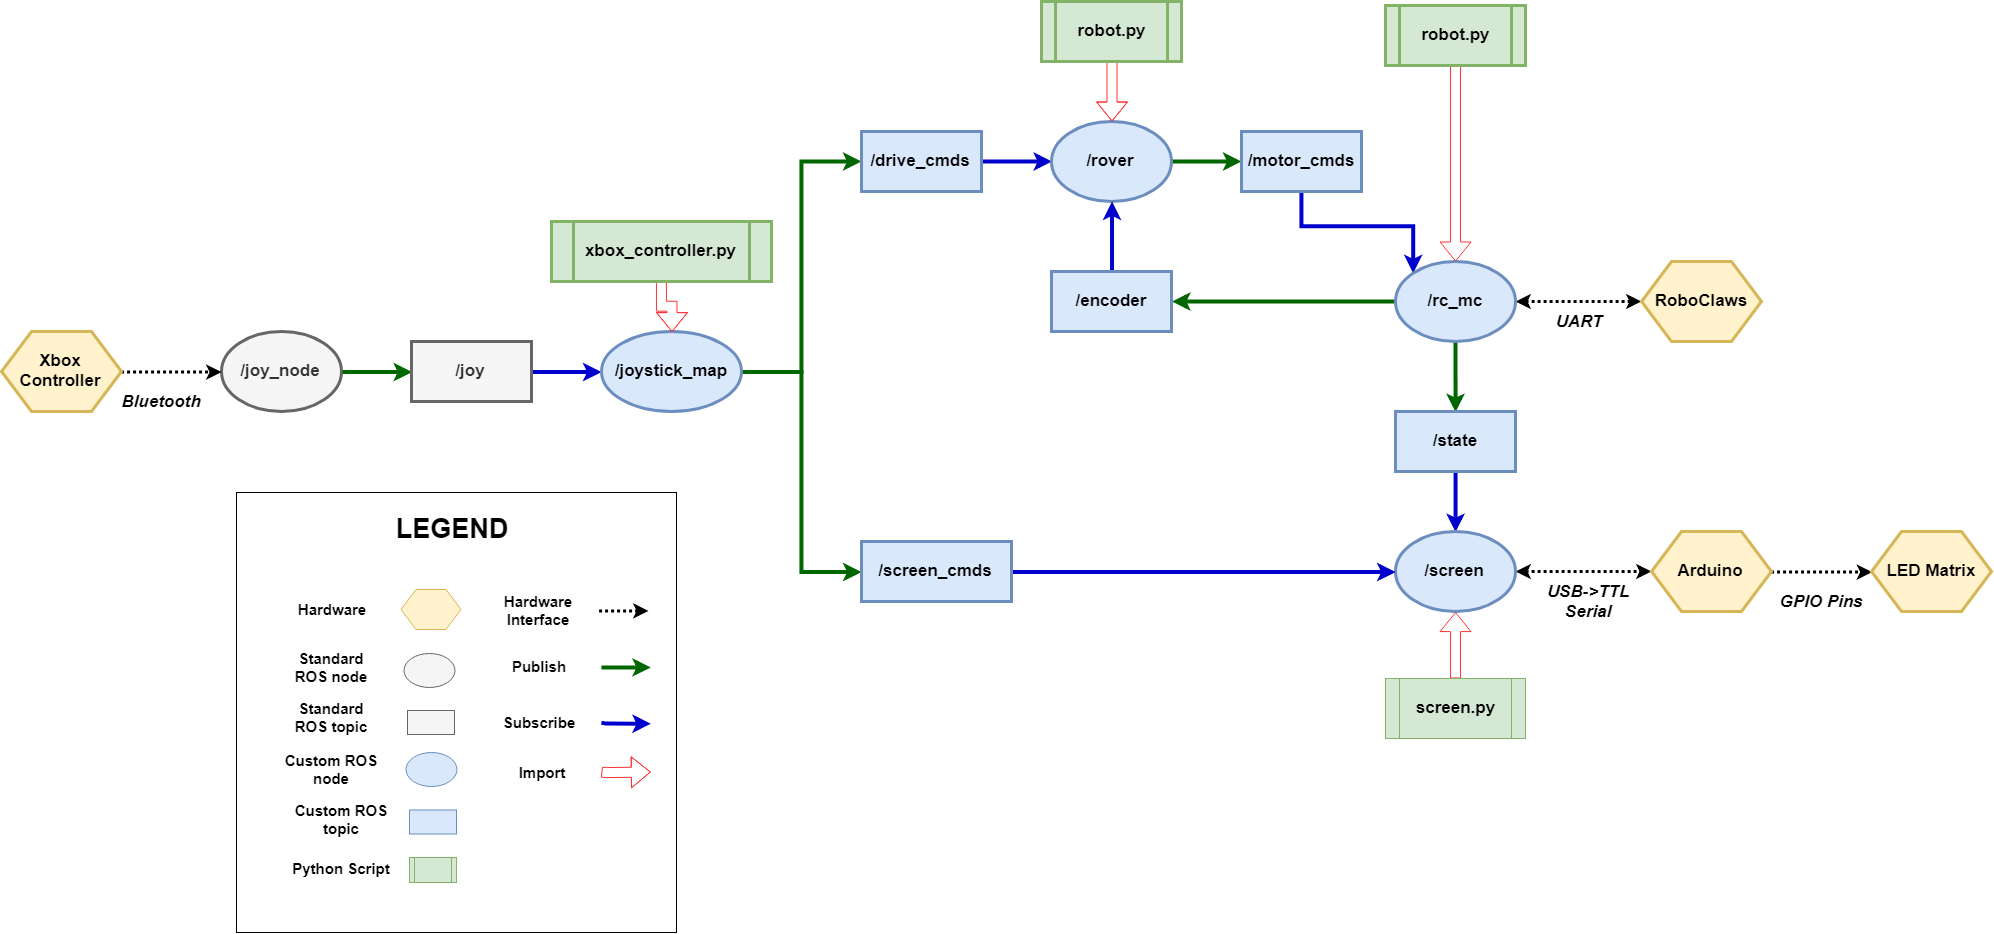 robot.py
robot.py
/drive_cmds
/rover
/motor_cmds
xbox_controller.py
/encoder
/rc_mc
UART
RoboClaws
Xbox
Controller
Bluetooth
/joy_node
/joy
/joystick_map
/state
/screen_cmds
/screen
USB->TTL
Serial
Arduino
GPIO Pins
LED Matrix
screen.py
LEGEND
Hardware
Hardware
Interface
Standard
ROS node
Publish
Standard
ROS topic
Subscribe
Custom ROS
node
Import
Custom ROS
topic
Python Script